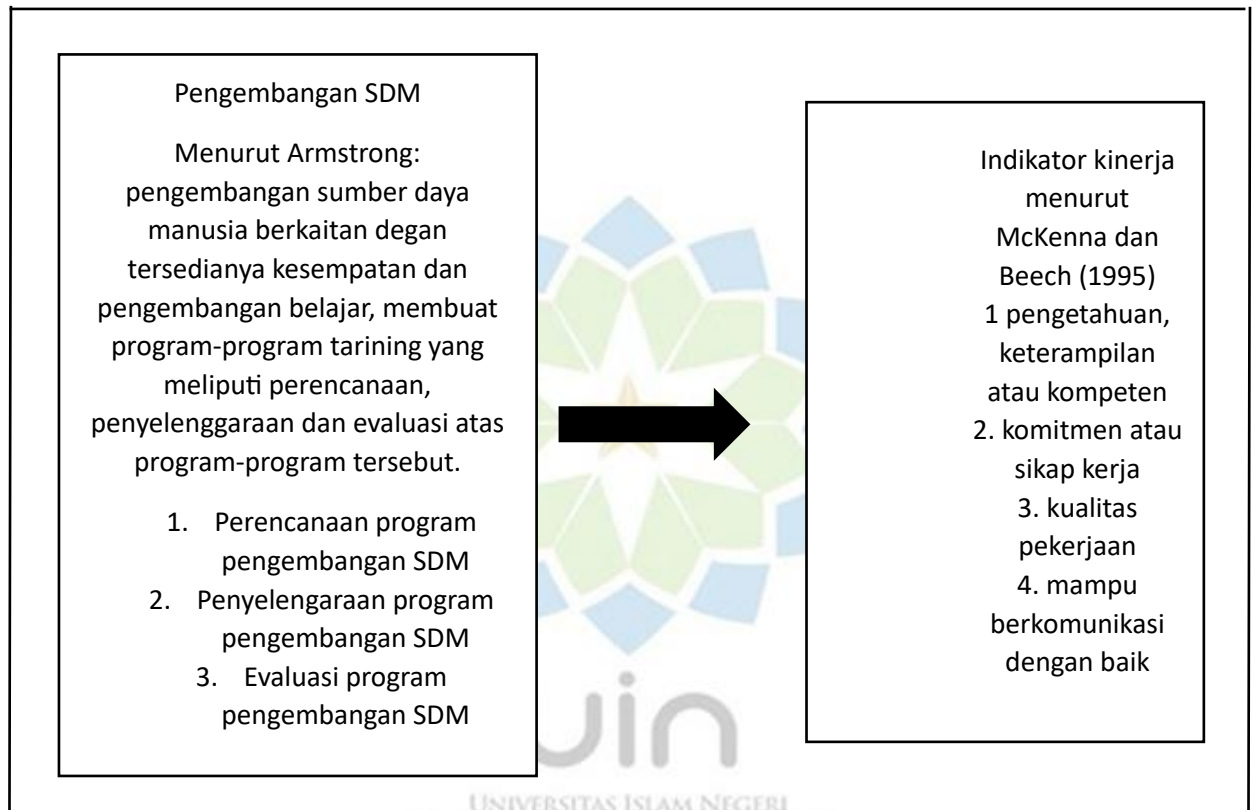 Pengembangan SDM
Menurut Armstrong:
pengembangan sumber daya
manusia berkaitan degan
tersedianya kesempatan dan
pengembangan belajar, membuat
program-program tarining yang
meliputi perencanaan,
penyelenggaraan dan evaluasi atas
program-program tersebut.
1. Perencanaan program
pengembangan SDM
2. Penyelengaraan program
pengembangan SDM
3. Evaluasi program
pengembangan SDM
Indikator kinerja
menurut
McKenna dan
Beech (1995)
1 pengetahuan,
keterampilan
atau kompeten
2. komitmen atau
sikap kerja
3. kualitas
pekerjaan
4. mampu
berkomunikasi
dengan baik
uin
UNIVERSITAS ISLAM NEGERI